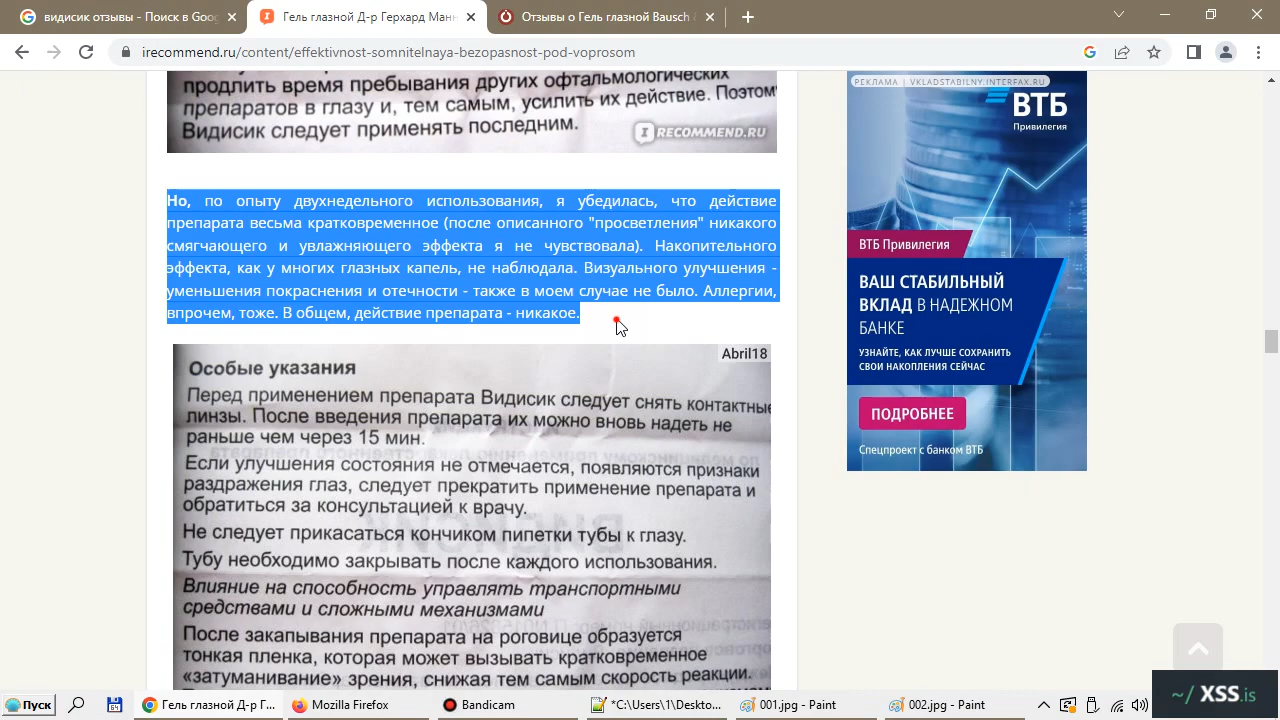 видисик отзывы - Поиск в Goo
Гель глазной Д-р Герхард Манн
Отзывы о Гель глазной Bausch &
irecommend.ru/content/effektivnost-somnitelnaya-bezopasnost-pod-voprosom
продлить время пребывания других офтальмологических
препаратов в глазу и, тем самым, усилить их действие. Поэтому
Видисик следует применять последним.
IRECOMMEND.RU
Но, по опыту двухнедельного использования, я убедилась, что действие
препарата весьма кратковременное (после описанного "просветления" никакого
смягчающего и увлажняющего эффекта я не чувствовала). Накопительного
эффекта, как у многих глазных капель, не наблюдала. Визуального улучшения -
уменьшения покраснения и отечности - также в моем случае не было. Аллергии,
впрочем, тоже. В общем, действие препарата - никакое.
Abril18
Особые указания
Перед применением препарата Видисик следует снять контактные
линзы. После введения препарата их можно вновь надеть не
раньше чем через 15 мин.
Если улучшения состояния не отмечается, появляются признаки
раздражения глаз, следует прекратить применение препарата и
обратиться за консультацией к врачу.
Не следует прикасаться кончиком пипетки тубы к глазу.
Тубу необходимо закрывать после каждого использования.
Влияние на способность управлять транспортными
средствами и сложными механизмами
После закапывания препарата на роговице образуется
тонкая пленка, которая может вызывать кратковременное
«затуманивание» зрения, снижая тем самым скорость реакции.
РЕКЛАМА | VKLADSTABILNY.INTERFAX.RU
ВТБ
Привилегия
ВТБ Привилегия
ВАШ СТАБИЛЬНЫЙ
ВКЛАД В НАДЕЖНОМ
БАНКЕ
УЗНАЙТЕ, КАК ЛУЧШЕ СОХРАНИТЬ
СВОИ НАКОПЛЕНИЯ СЕЙЧАС
ПОДРОБНЕЕ
Спецпроект с банком ВТБ
Пуск
Гель глазной Д-р Г...
Mozilla Firefox
Bandicam
*C:\Users\1\Deskto...
001.jpg - Paint
002.jpg - Paint
~/ XSS.is